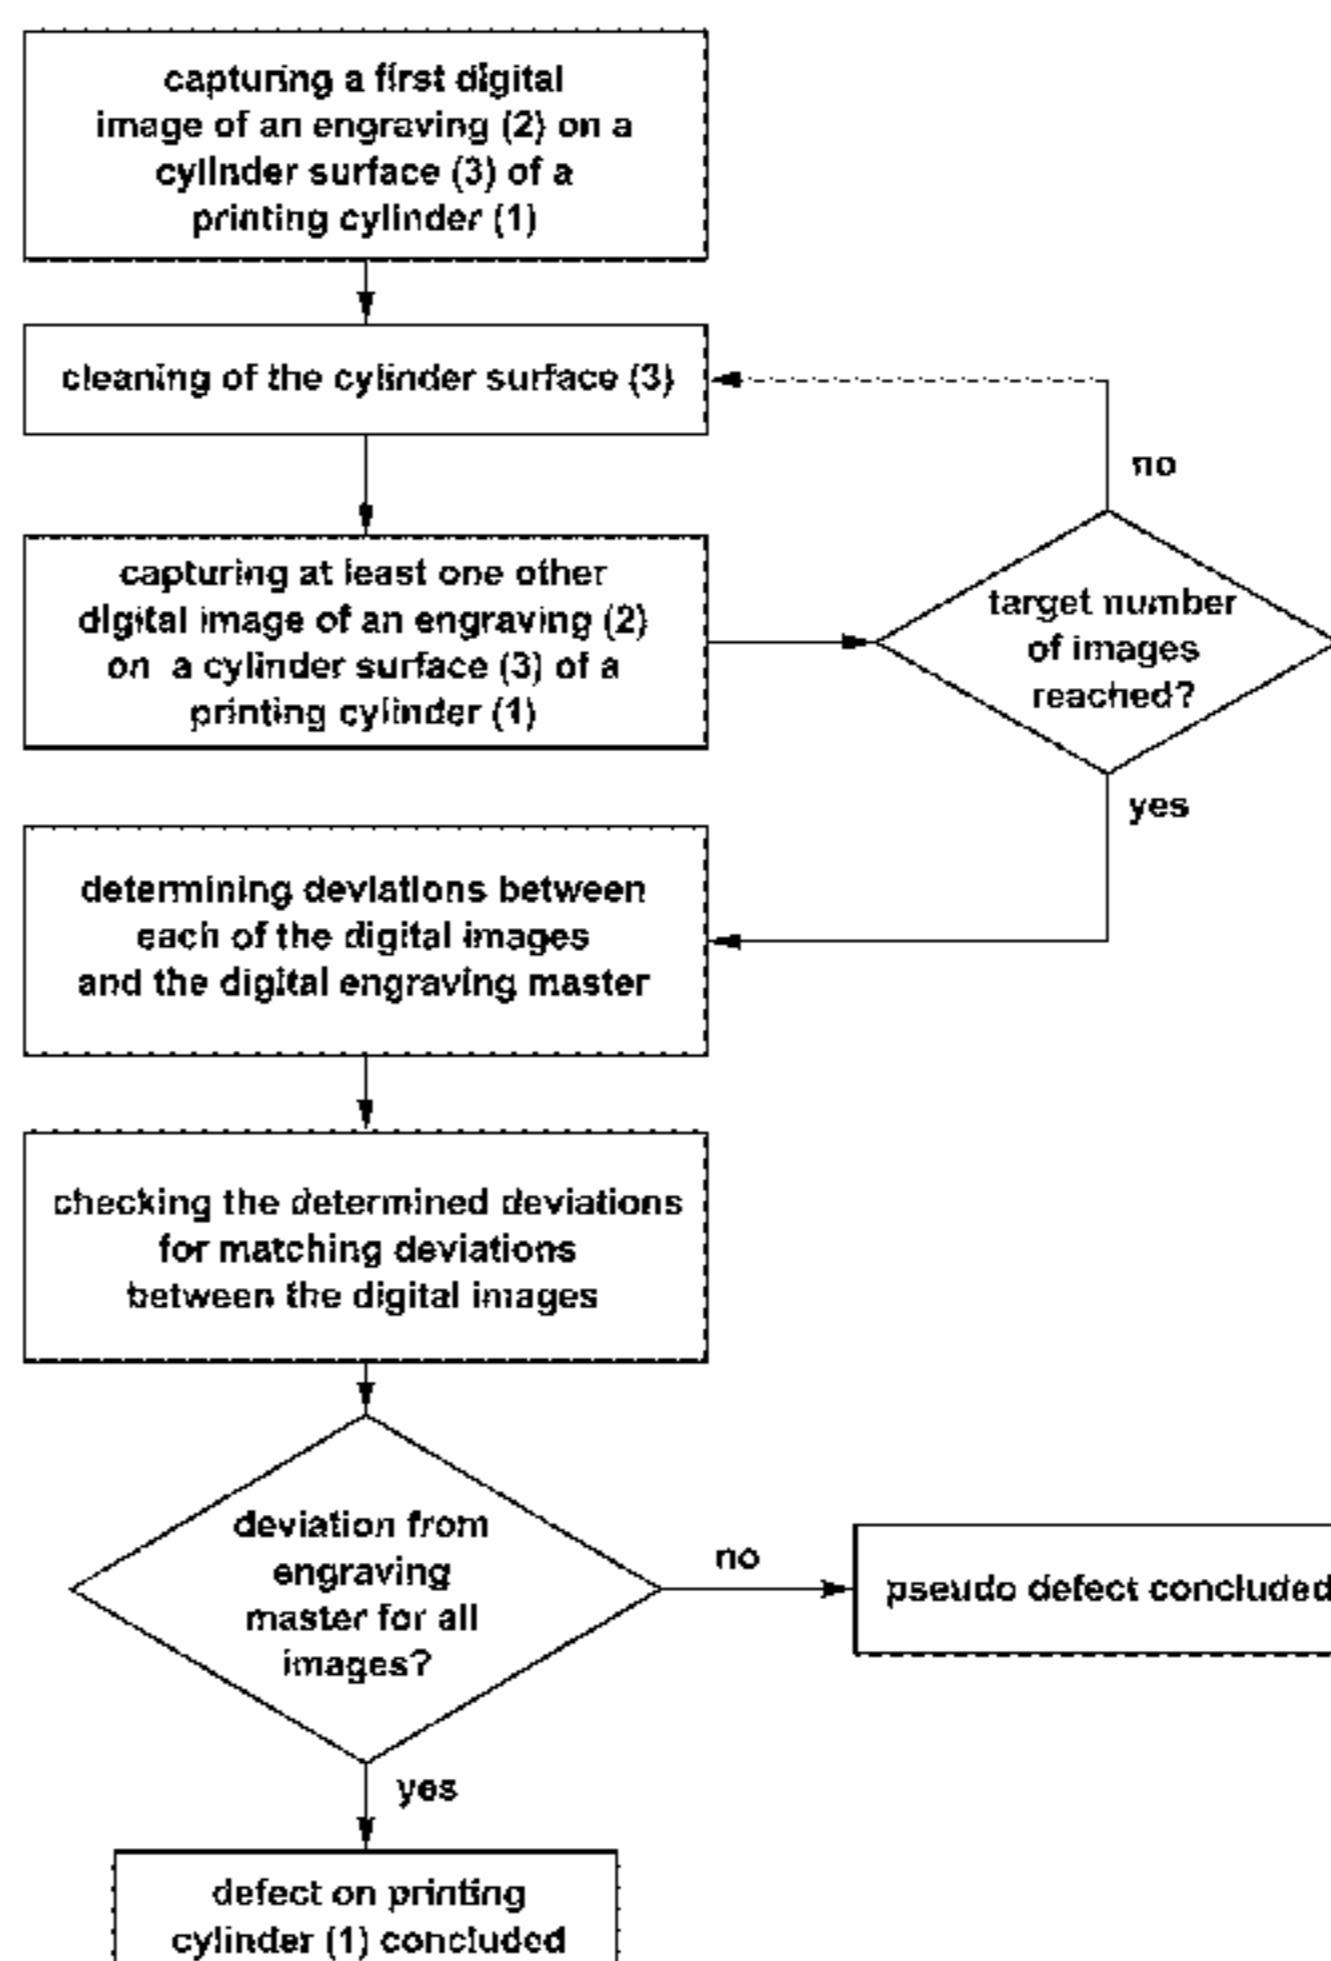 capturing a first digital
image of an engraving (2) on a
cylinder surface (3) of a
printing cylinder (1)
cleaning of the cylinder surface (3)
no
capturing at least one other
digital image of an engraving (2)
on a cylinder surface (3) of a
printing cylinder (1)
target number
of images
reached?
yes
determining deviations between
each of the digital images
and the digital engraving master
checking the determined deviations
for matching deviations
between the digital images
deviation from
engraving
master for all
images?
no
pseudo defect concluded
yes
defect on printing
cylinder (1) concluded